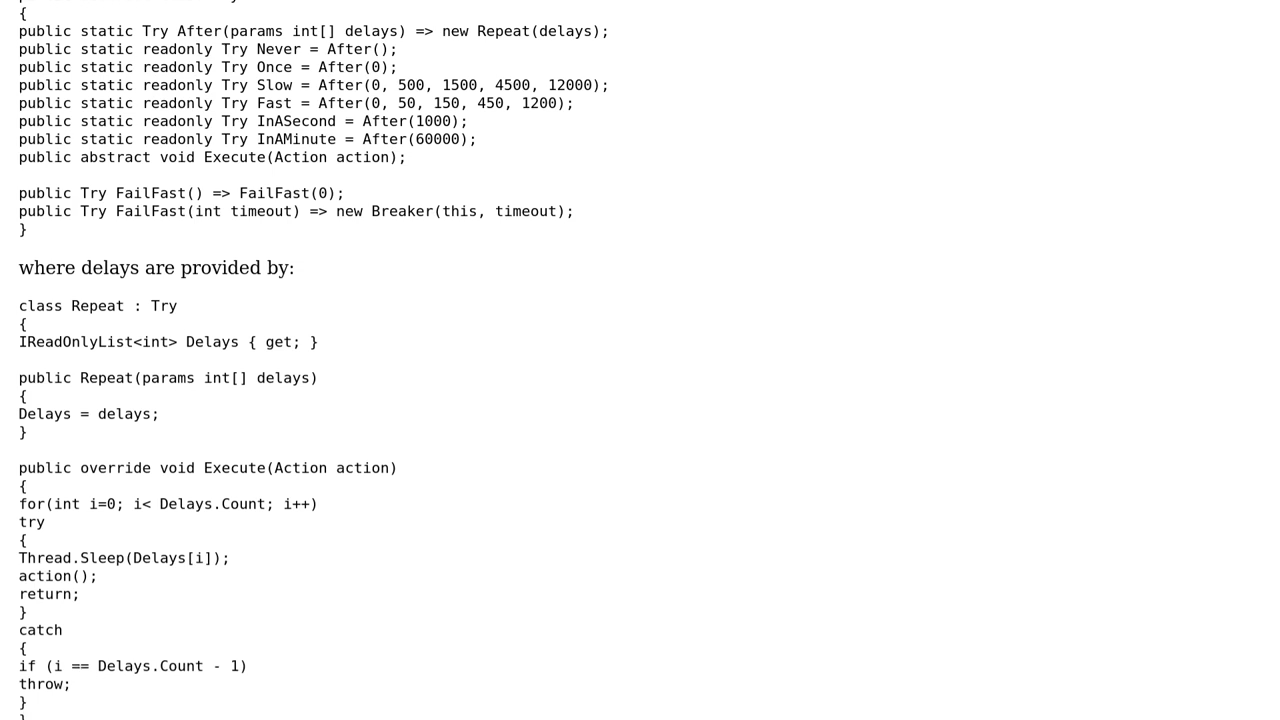 {
public static Try After(params int[] delays) => new Repeat(delays);
public static readonly Try Never = After();
public static readonly Try Once = After(0);
public static readonly Try Slow = After(0, 500, 1500, 4500, 12000);
public static readonly Try Fast = After(0, 50, 150, 450, 1200);
public static readonly Try InASecond = After(1000);
public static readonly Try InAMinute = After(60000);
public abstract void Execute(Action action);
public Try FailFast() => FailFast(0);
public Try FailFast(int timeout) => new Breaker(this, timeout);
}
where delays are provided by:
class Repeat : Try
{
IReadOnlyList<int> Delays { get; }
public Repeat(params int[] delays)
{
Delays = delays;
}
public override void Execute(Action action)
{
for(int i=0; i< Delays.Count; i++)
try
{
Thread.Sleep(Delays[i]);
action();
return;
}
catch
{
if (i == Delays.Count - 1)
throw;
}
}